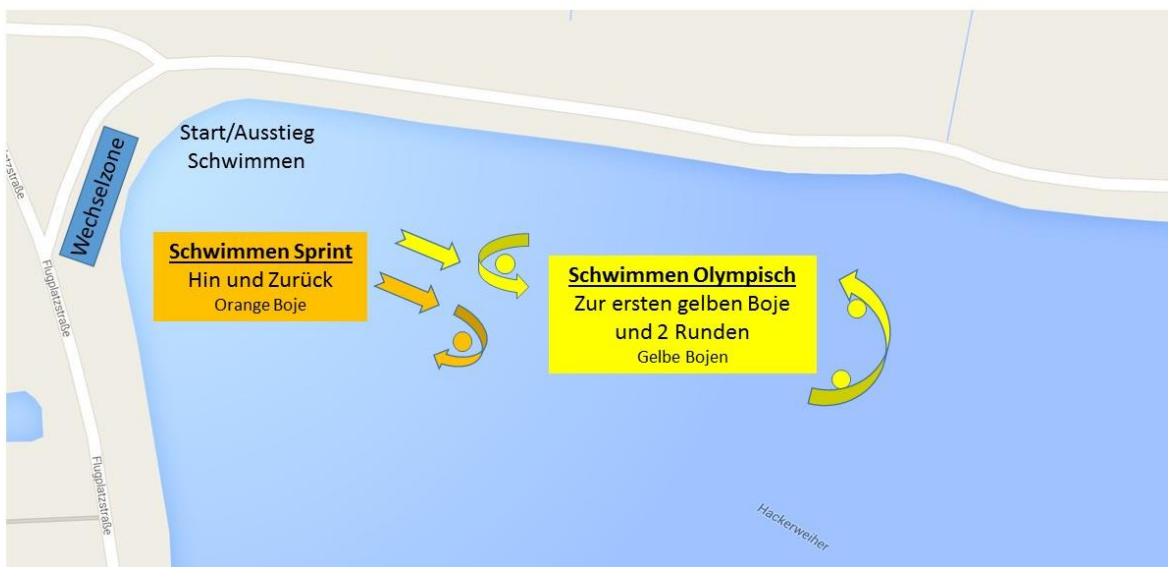 Start/Ausstieg
Schwimmen
Wechselzone
Schwimmen Sprint
Hin und Zurück
Orange Boje
Schwimmen Olympisch
Zur ersten gelben Boje
und 2 Runden
Gelbe Bojen
Flugplatzstraße
Flugplatzstraße
Hackerweiher